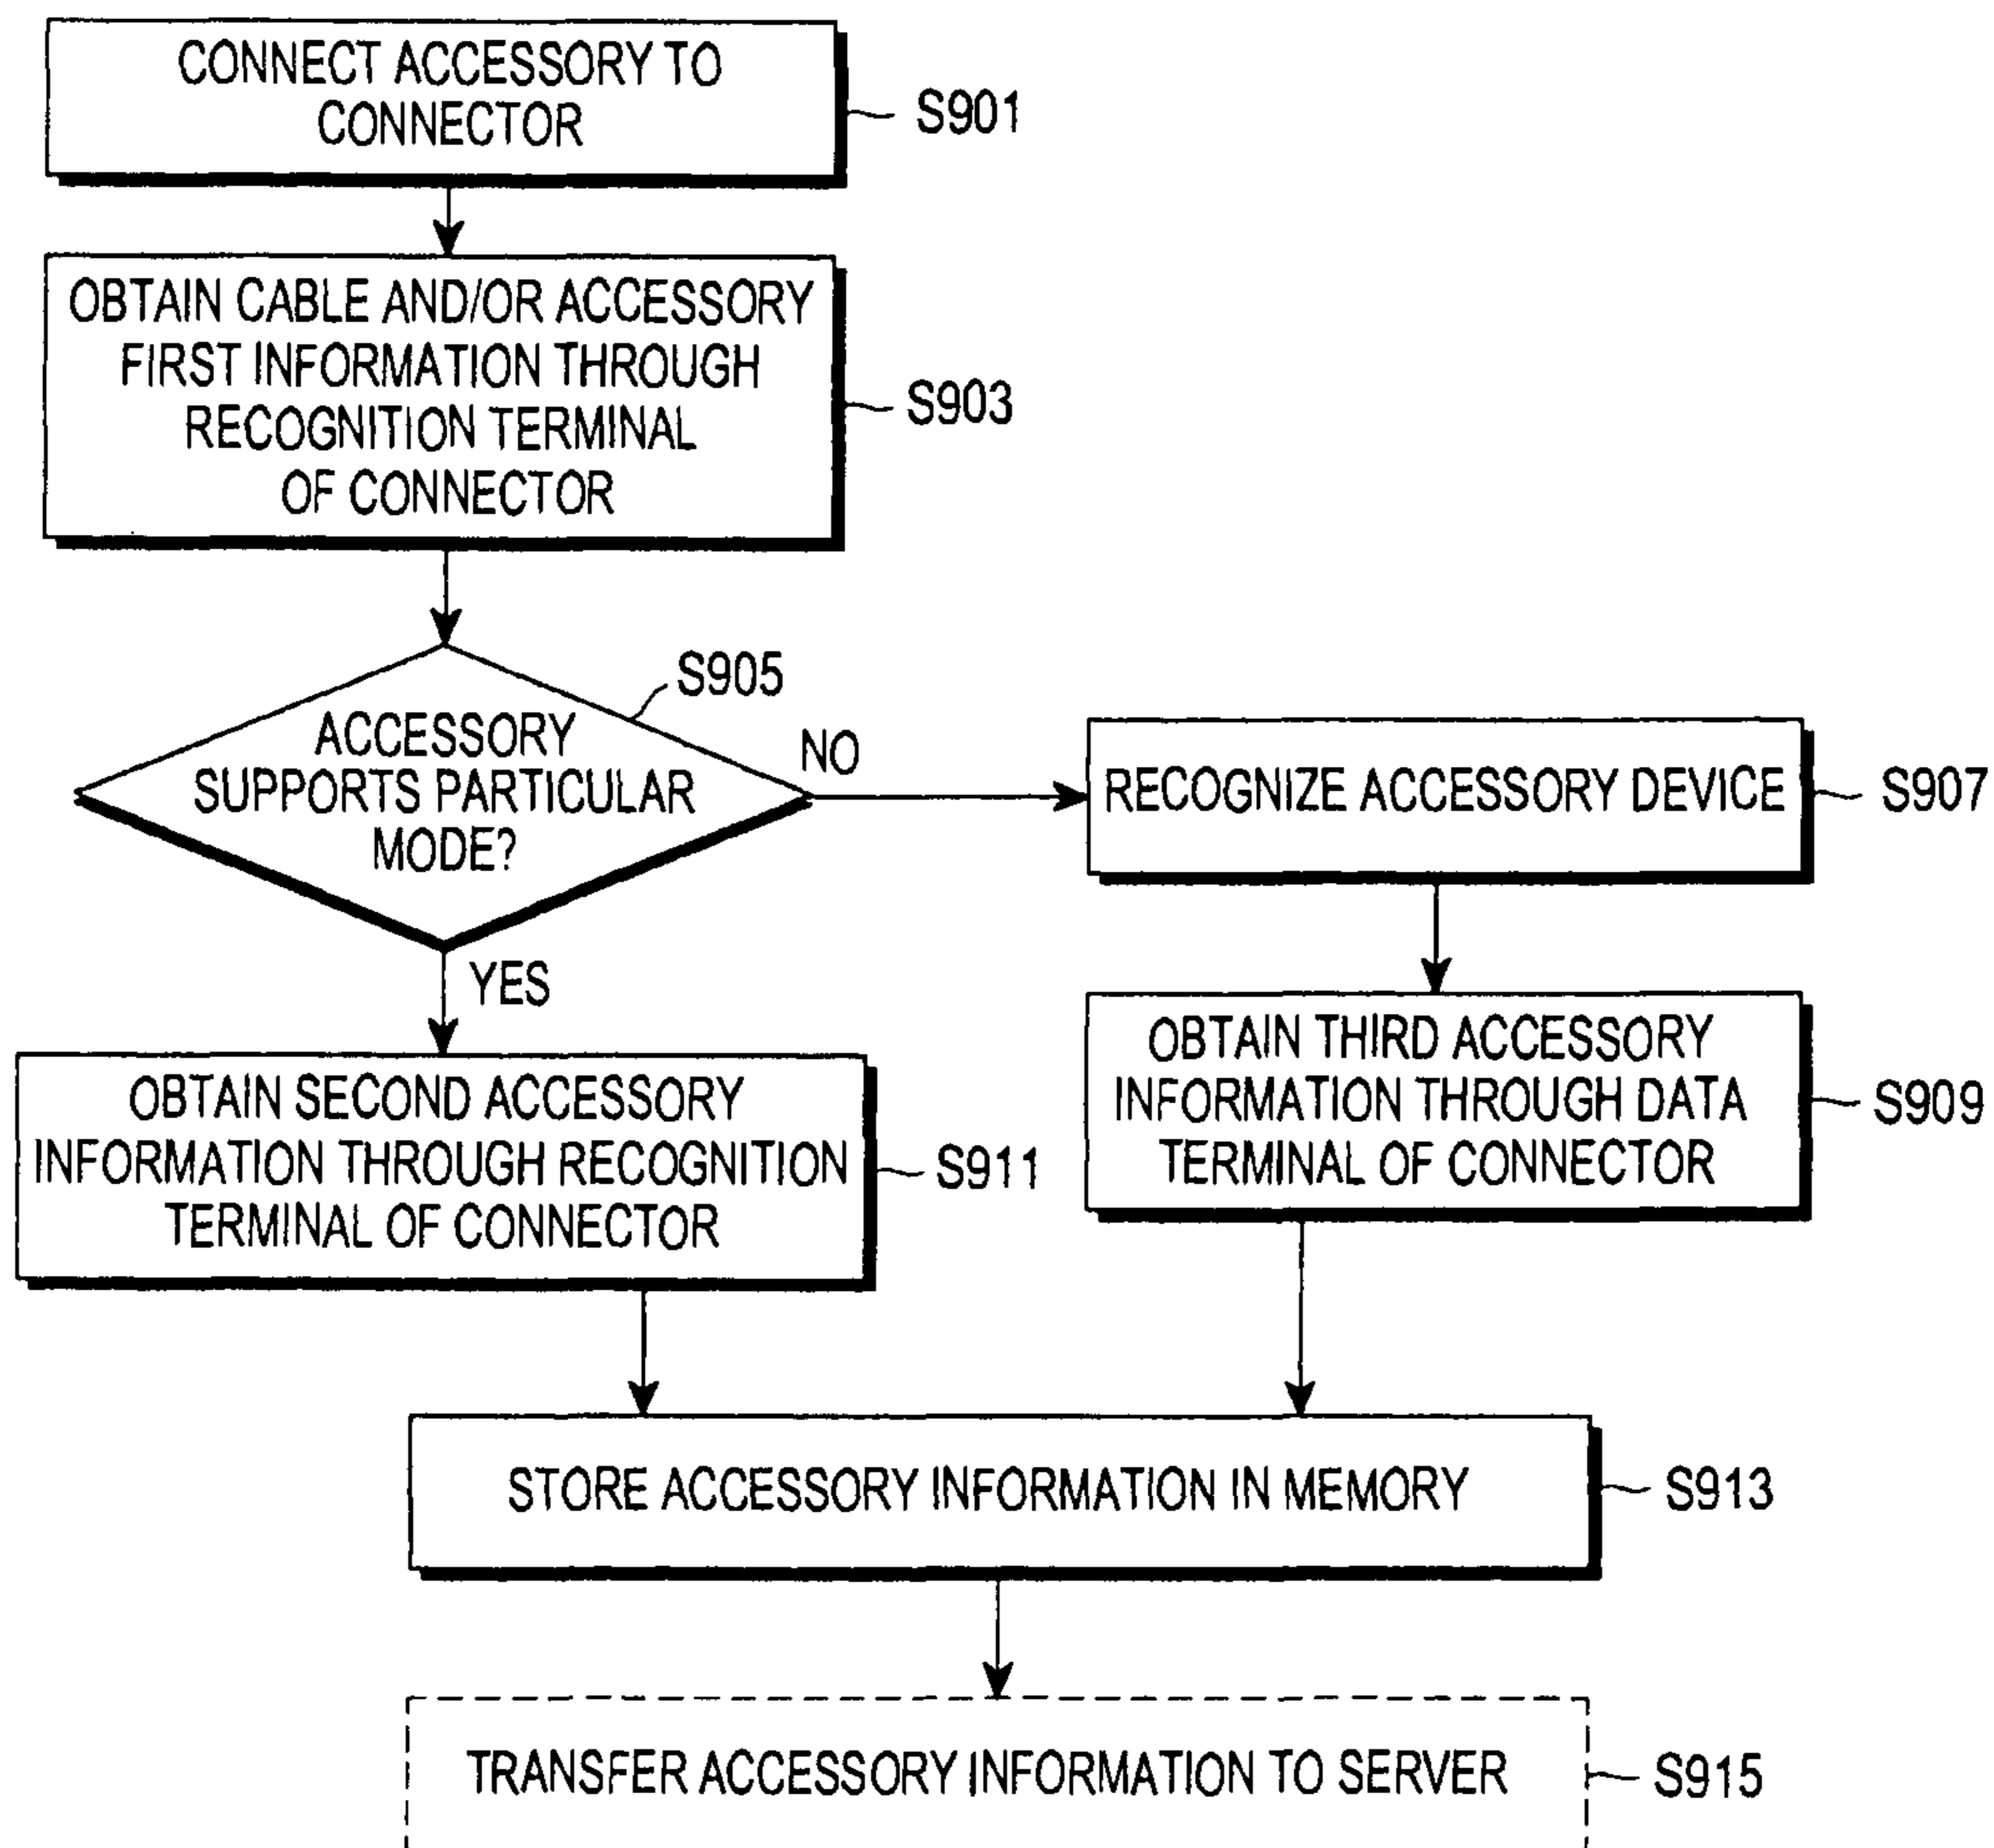 CONNECT ACCESSORY TO
CONNECTOR
S901
OBTAIN CABLE AND/OR ACCESSORY
FIRST INFORMATION THROUGH
RECOGNITION TERMINAL
OF CONNECTOR
S903
S905
ACCESSORY
SUPPORTS PARTICULAR
MODE?
NO
RECOGNIZE ACCESSORY DEVICE
S907
YES
OBTAIN THIRD ACCESSORY
INFORMATION THROUGH DATA
TERMINAL OF CONNECTOR
S909
OBTAIN SECOND ACCESSORY
INFORMATION THROUGH RECOGNITION
TERMINAL OF CONNECTOR
S911
STORE ACCESSORY INFORMATION IN MEMORY
S913
TRANSFER ACCESSORY INFORMATION TO SERVER
S915